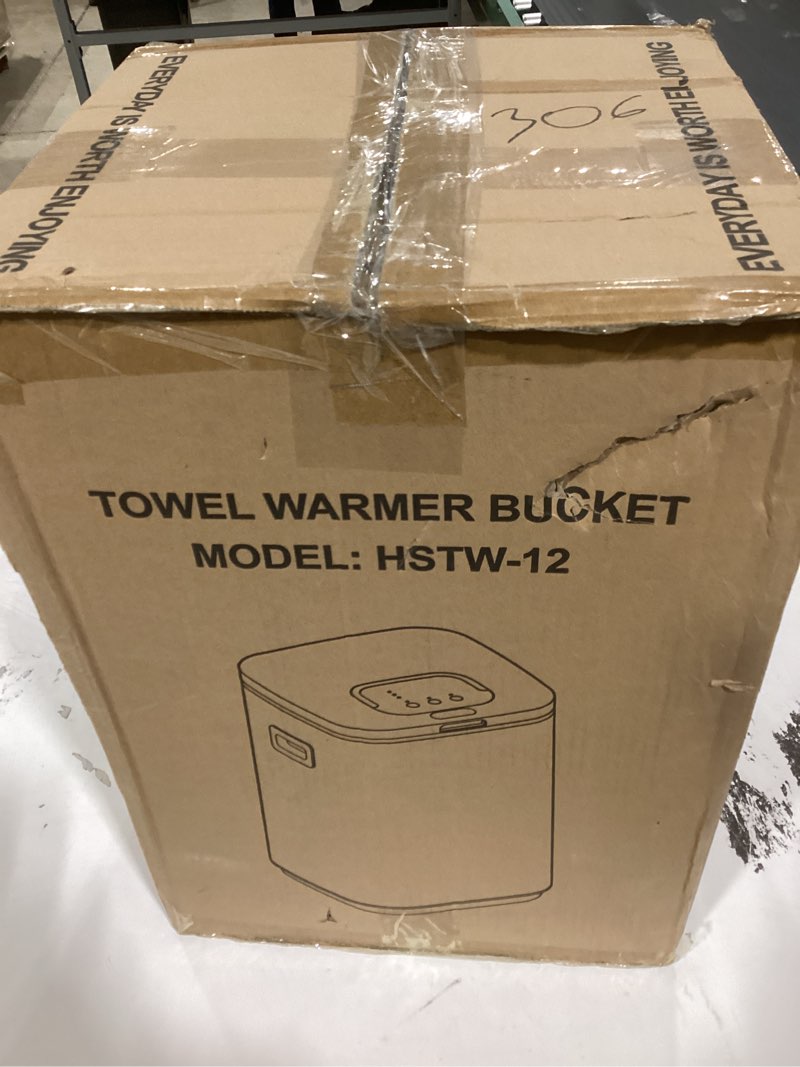 EVERYDAY IS WORTH ENJOYING
306
EVERYDAY IS WORTH ENJOYING
TOWEL WARMER BUCKET
MODEL: HSTW-12